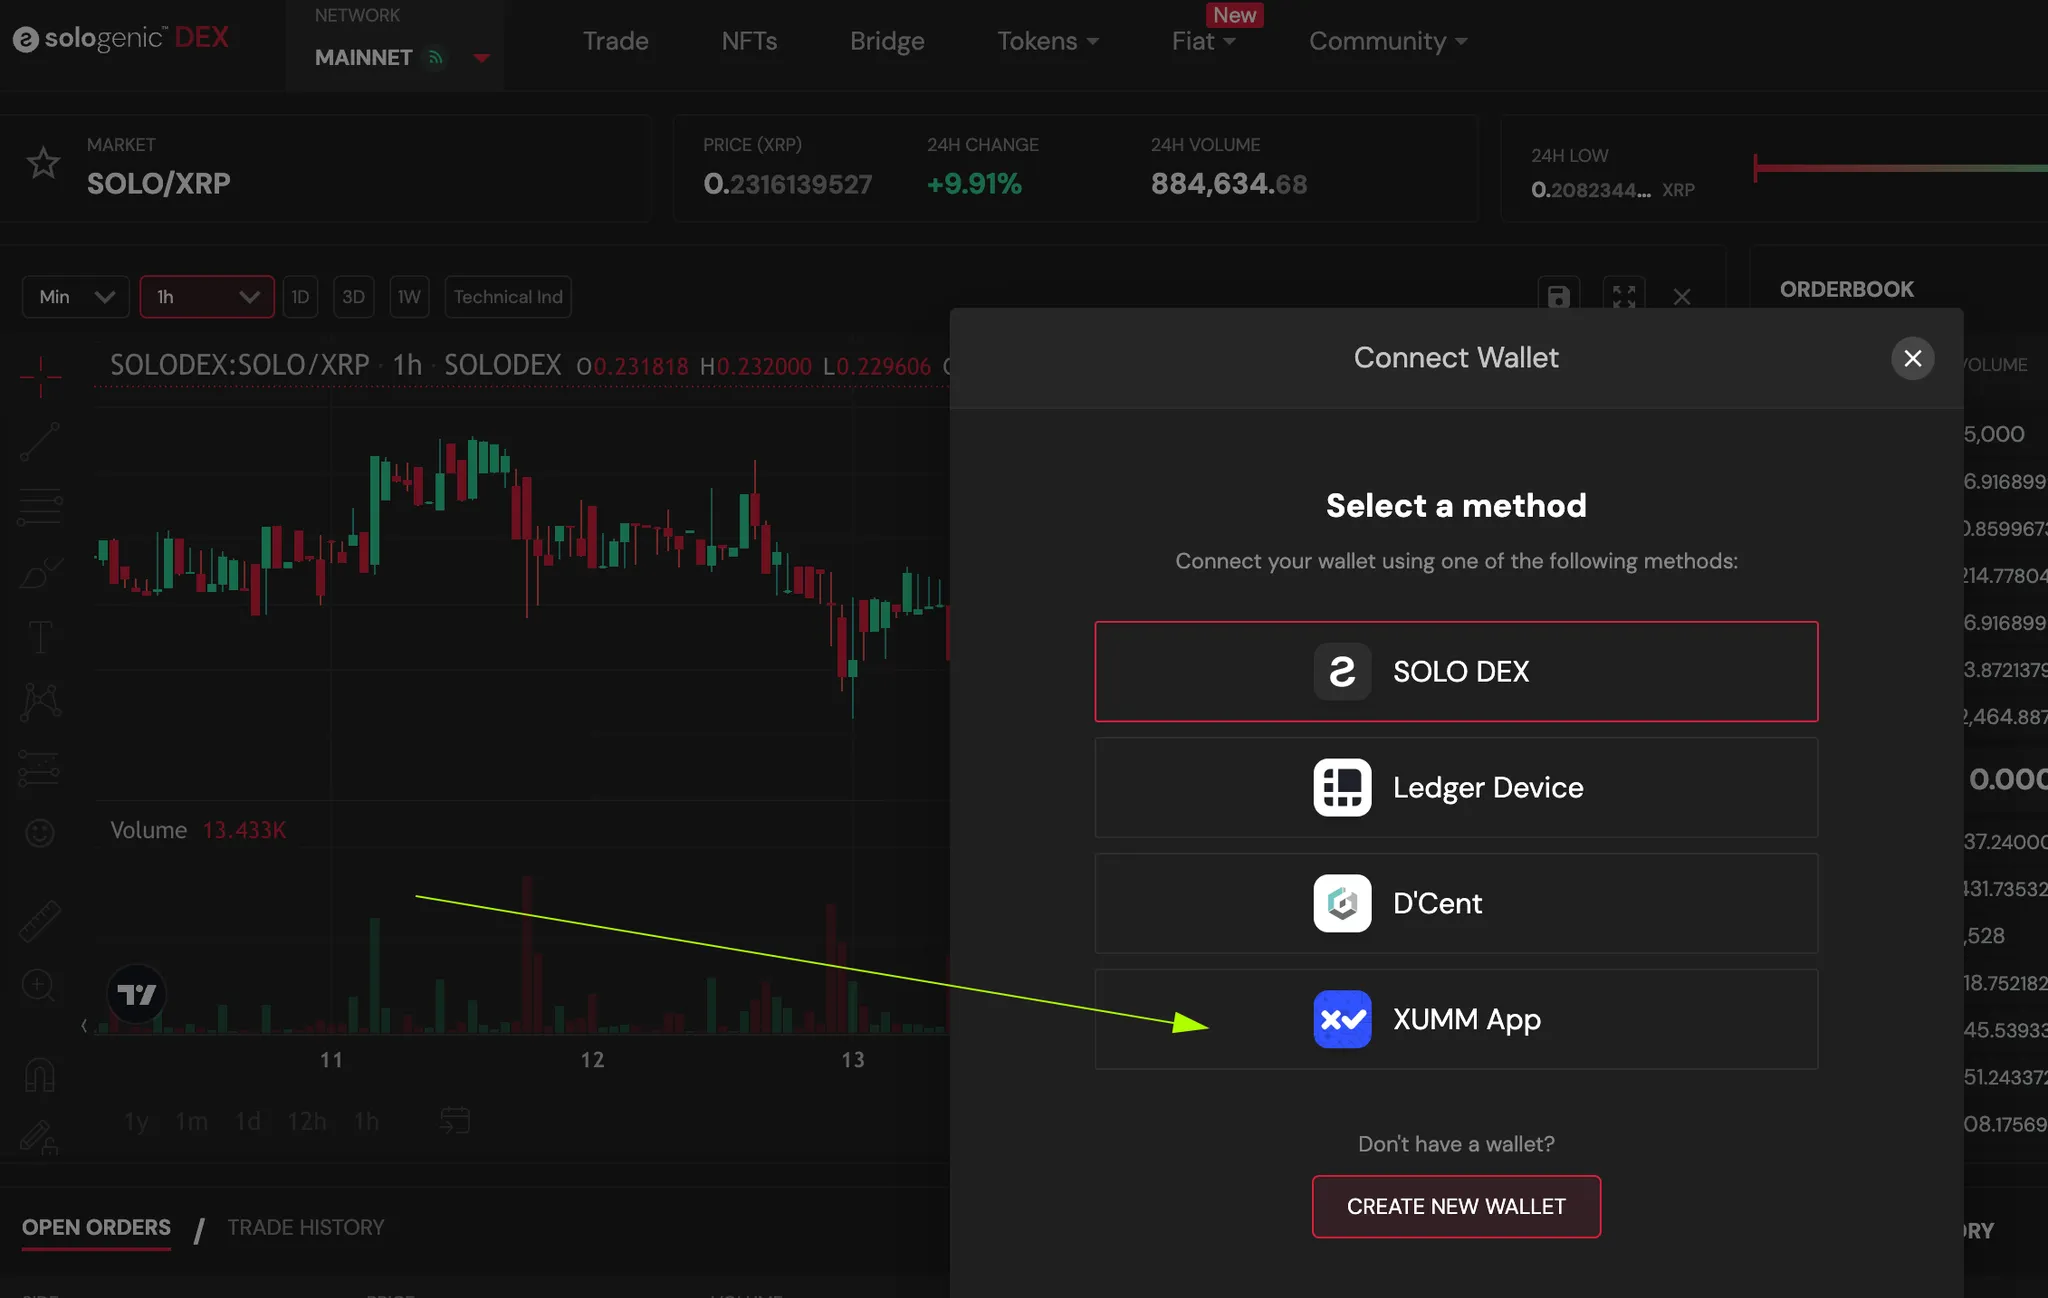 sologenic™ DEX
NETWORK
MAINNET
Trade
NFTs
Bridge
Tokens
Fiat
New
Community
MARKET
SOLO/XRP
PRICE (XRP)
0.2316139527
24H CHANGE
+9.91%
24H VOLUME
884,634.68
24H LOW
0.2082344... XRP
Min
1h
1D
3D
1W
Technical Ind
ORDERBOOK
SOLODEX:SOLO/XRP · 1h · SOLODEX O0.231818 H0.232000 L0.229606
Volume 13.433K
11
12
13
1y
1m
1d
12h
1h
OPEN ORDERS / TRADE HISTORY
Connect Wallet
Select a method
Connect your wallet using one of the following methods:
SOLO DEX
Ledger Device
D'Cent
XUMM App
Don't have a wallet?
CREATE NEW WALLET
VOLUME
5,000
6.916899
0.8599673
214.77804
6.916899
3.8721379
2,464.887
0.000
37.24000
431.73532
,528
18.752182
45.53933
51.243372
08.17569